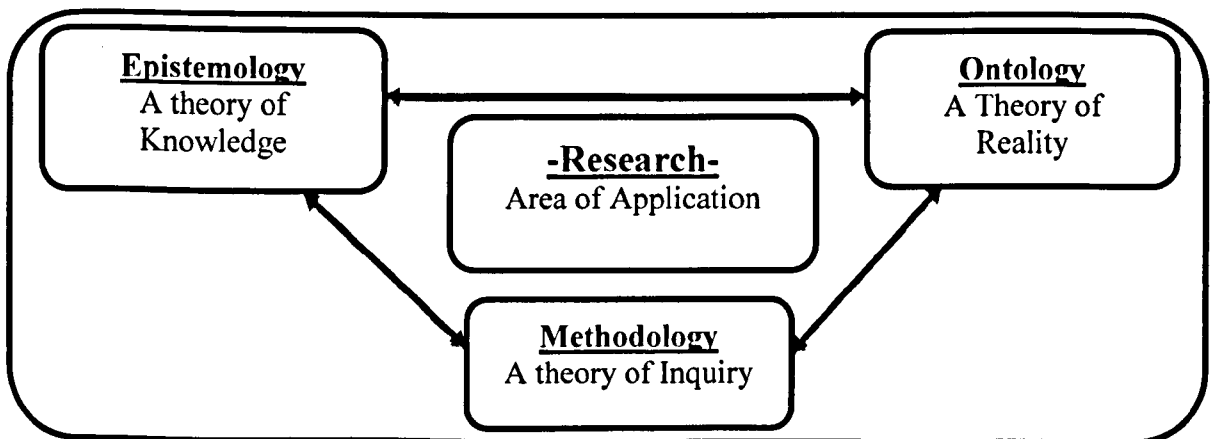 Epistemology
A theory of
Knowledge
Ontology
A Theory of
Reality
-Research-
Area of Application
Methodology
A theory of Inquiry